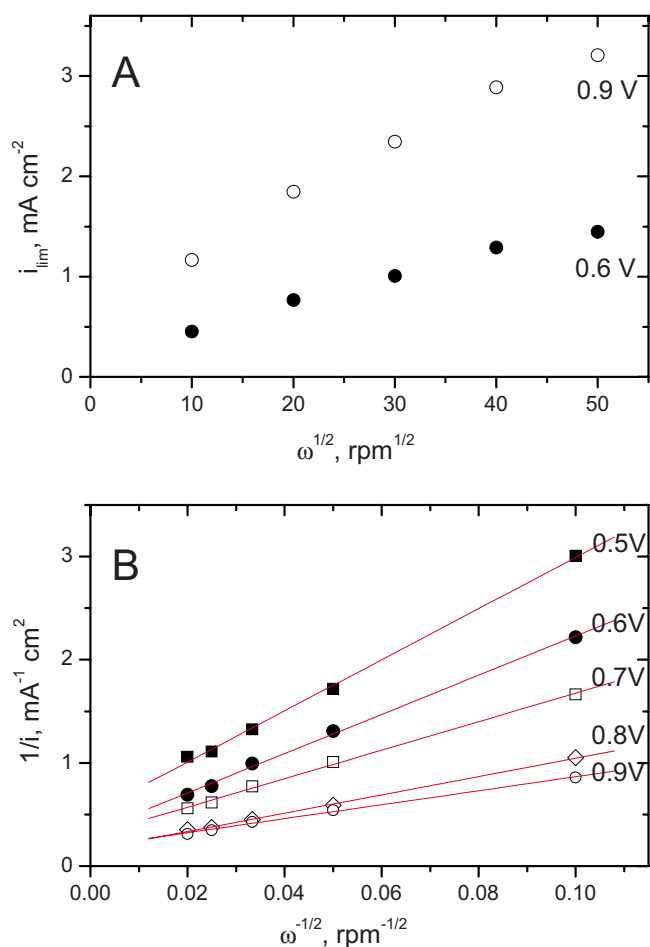 A
3
2
1
0
0.9 V
0.6 V
i_lim, mA cm⁻²
0 10 20 30 40 50
ω^1/2, rpm^1/2
B
3
2
1
0
0.5V
0.6V
0.7V
0.8V
0.9V
1/i, mA⁻¹ cm²
0.00 0.02 0.04 0.06 0.08 0.10
ω^-1/2, rpm^-1/2